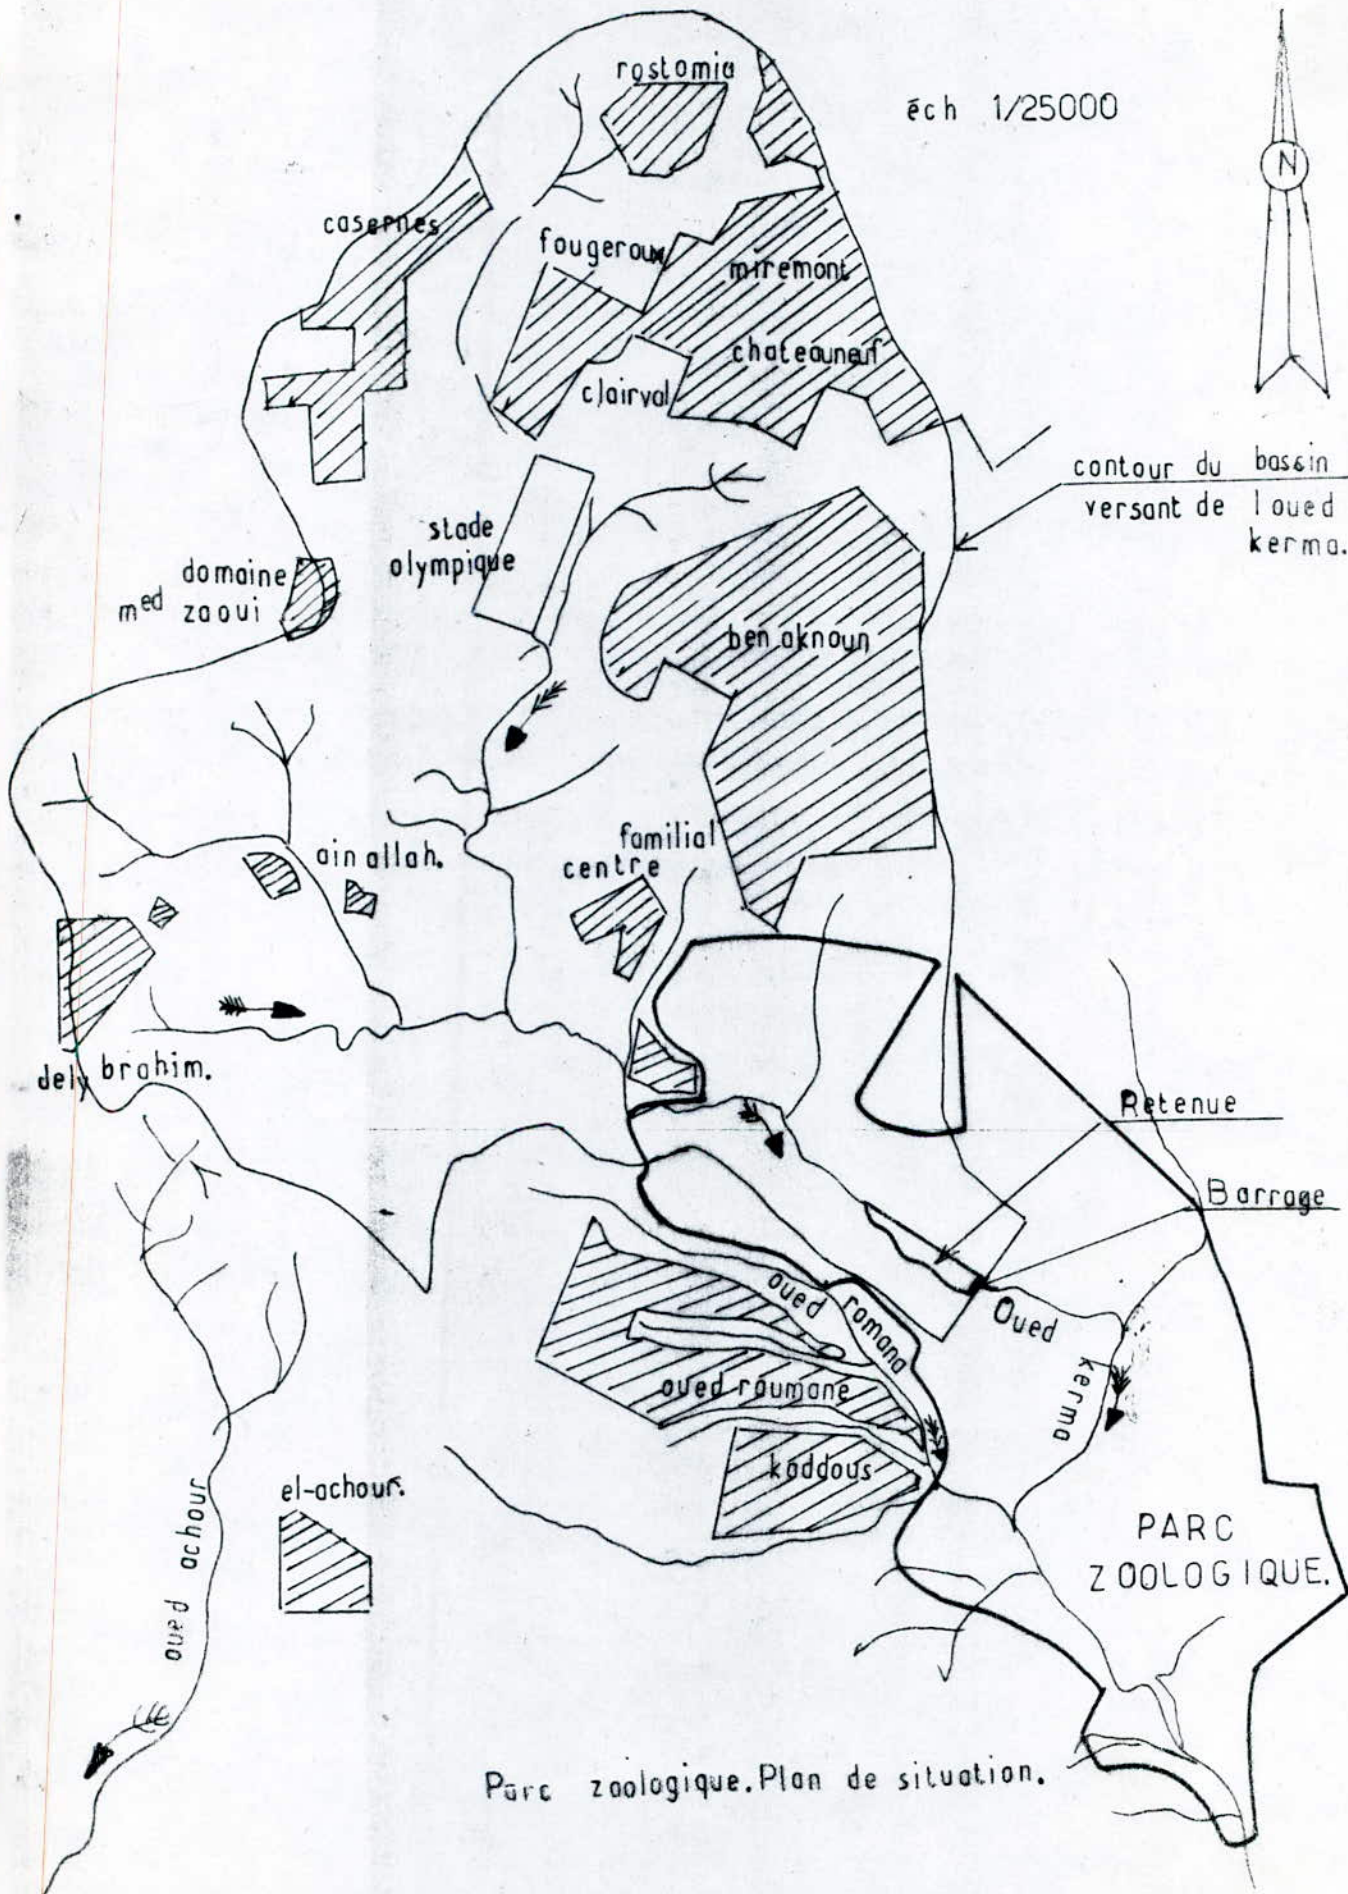 rostomia
éch 1/25000
N
casernes
fougeroux
miremont
chateauneuf
clairval
contour du bassin
versant de l oued
kerma.
stade
olympique
domaine
med zaoui
ben aknoun
familial
centre
ain allah.
dely brahim.
Retenue
Barrage
oued romana
Oued kerma
oued roumane
kaddous
el-achour.
oued achour
PARC
ZOOLOGIQUE.
Parc zoologique. Plan de situation.